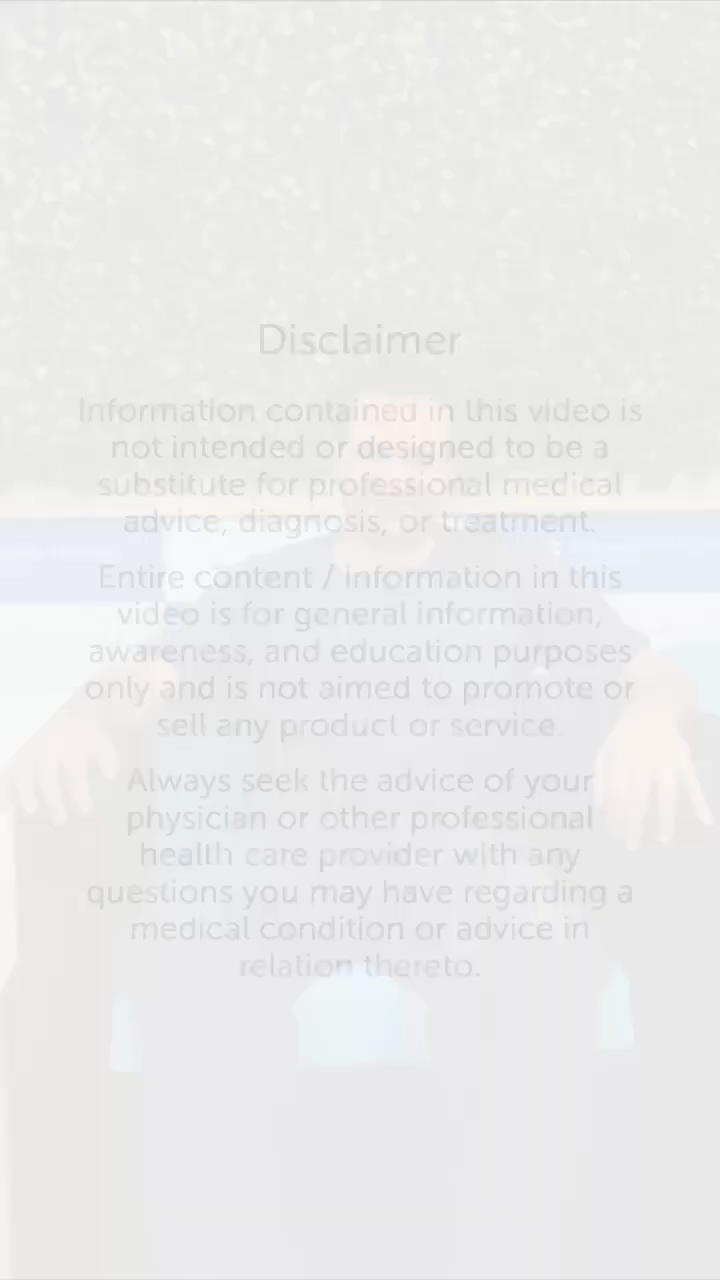 Disclaimer
Information contained in this video is
not intended or designed to be a
substitute for professional medical
advice, diagnosis, or treatment.
Entire content / information in this
video is for general information,
awareness, and education purposes
only and is not aimed to promote or
sell any product or service.
Always seek the advice of your
physician or other professional
health care provider with any
questions you may have regarding a
medical condition or advice in
relation thereto.